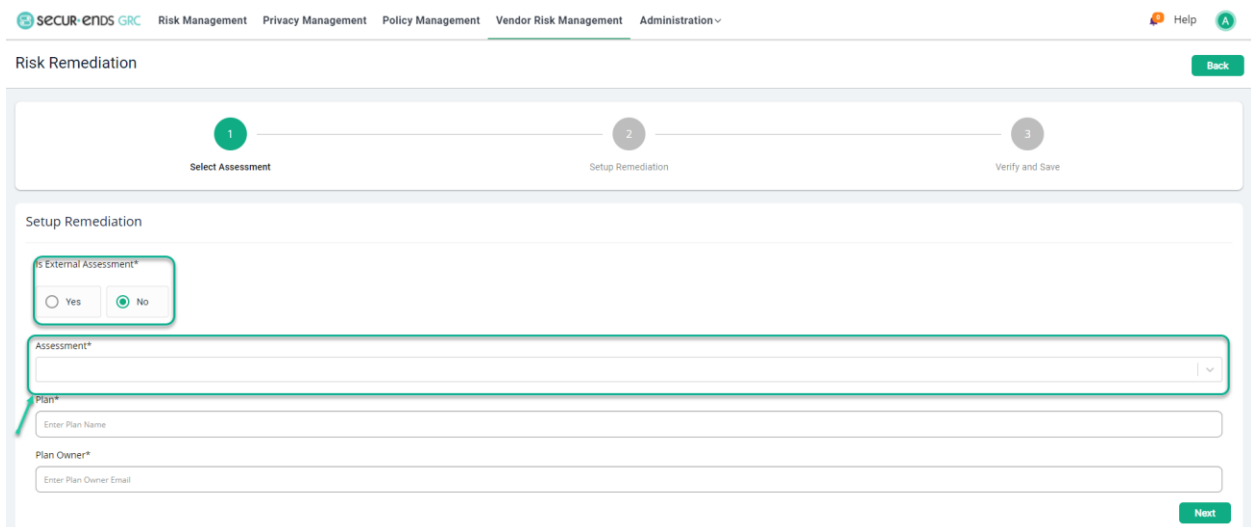 SECUR·ENDS GRC Risk Management Privacy Management Policy Management Vendor Risk Management Administration Help A
Risk Remediation Back
1 2 3
Select Assessment Setup Remediation Verify and Save
Setup Remediation
Is External Assessment*
Yes No
Assessment*
Plan*
Enter Plan Name
Plan Owner*
Enter Plan Owner Email
Next